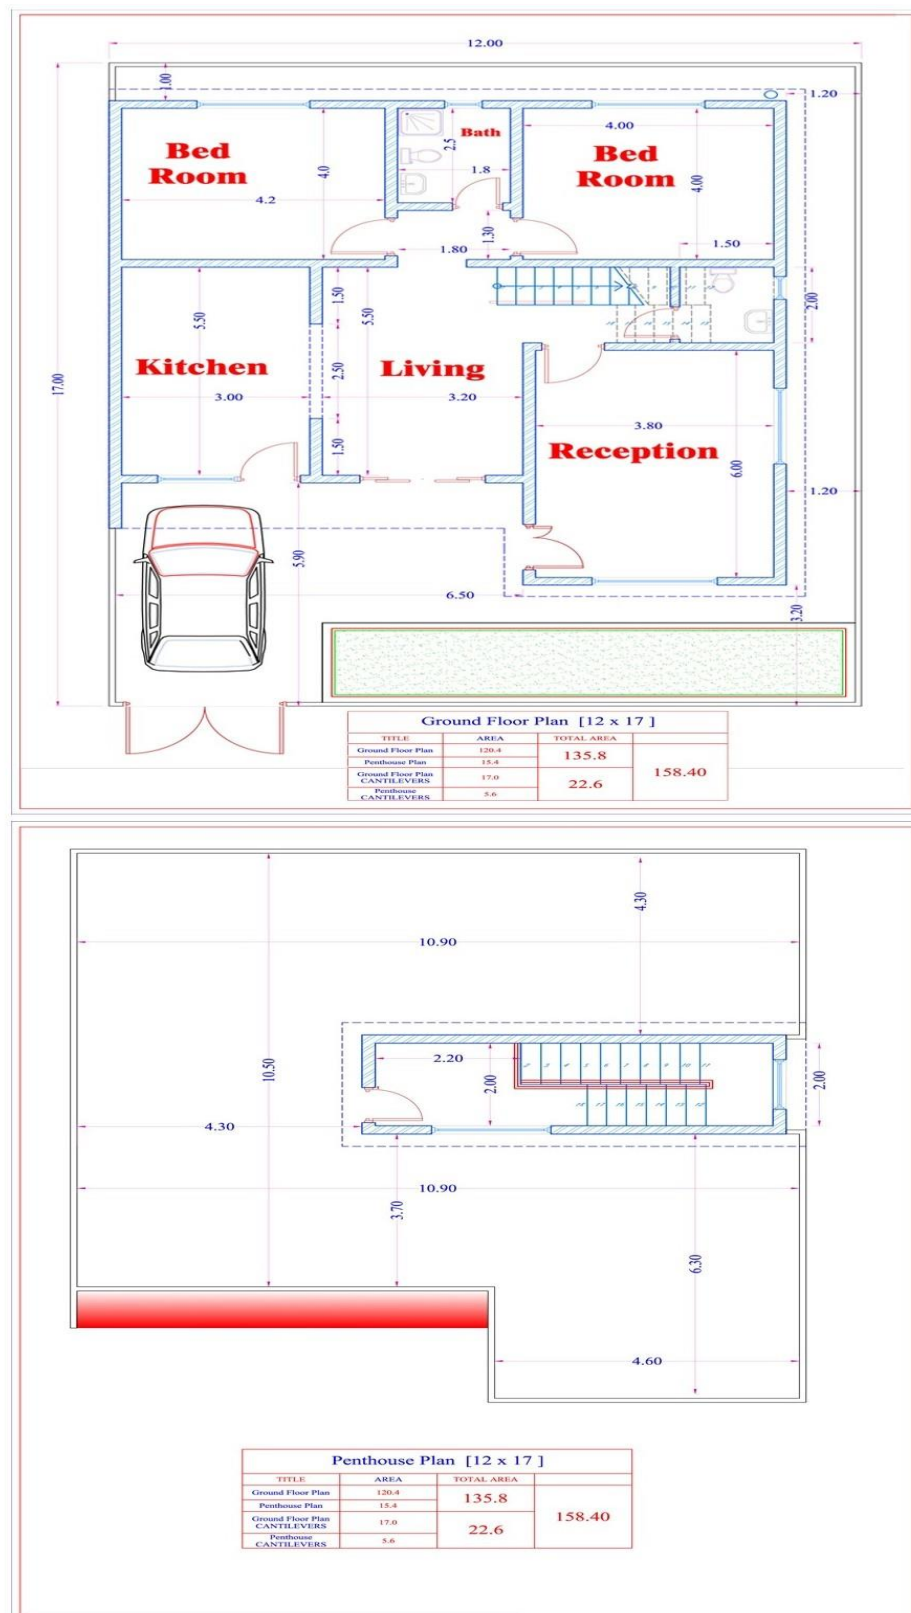 12.00
1.00
1.20
Bed
Room
4.0
4.2
Bath
2.5
1.8
4.00
Bed
Room
4.00
1.30
1.80
1.50
5.50
1.50
5.50
2.00
17.00
Kitchen
3.00
2.50
Living
3.20
3.80
Reception
1.50
6.00
1.20
5.90
6.50
3.20
Ground Floor Plan [12 x 17 ]
TITLE AREA TOTAL AREA
Ground Floor Plan 120.4
135.8
Penthouse Plan 15.4
158.40
Ground Floor Plan
CANTILEVERS 17.0
22.6
Penthouse
CANTILEVERS 5.6
4.30
10.90
10.50
2.20
2.00
2.00
4.30
10.90
3.70
6.30
4.60
Penthouse Plan [12 x 17 ]
TITLE AREA TOTAL AREA
Ground Floor Plan 120.4
135.8
Penthouse Plan 15.4
158.40
Ground Floor Plan
CANTILEVERS 17.0
22.6
Penthouse
CANTILEVERS 5.6